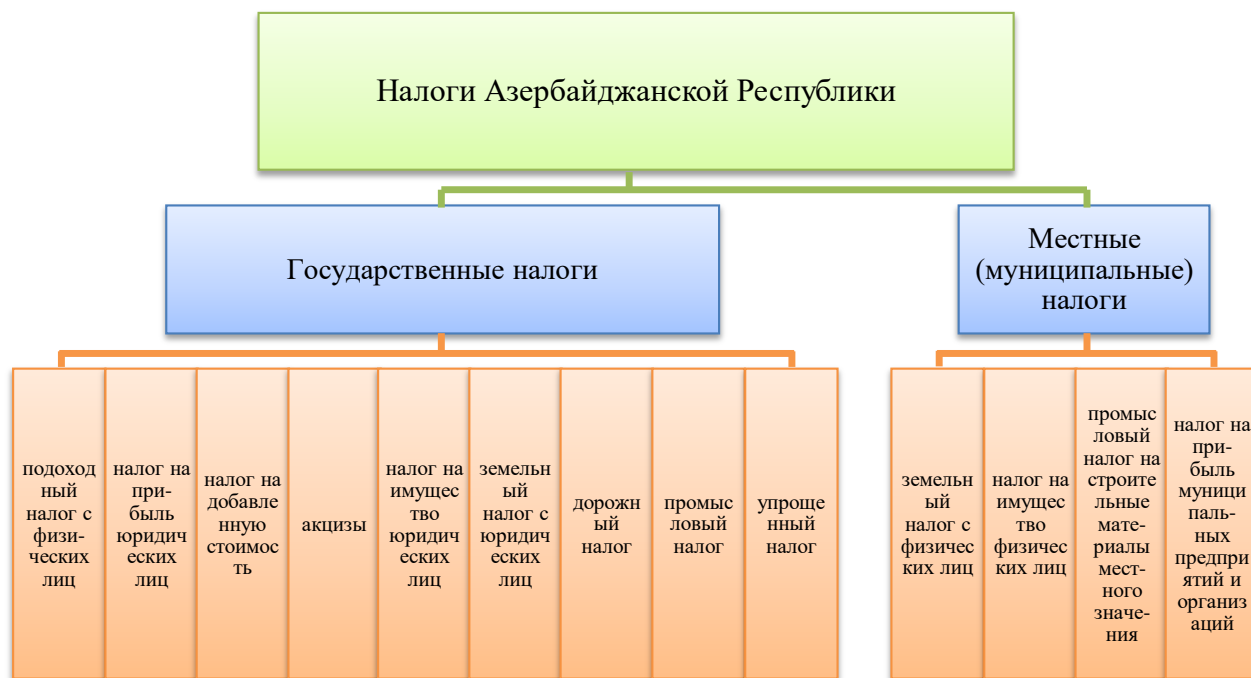 Налоги Азербайджанской Республики
Государственные налоги
Местные
(муниципальные)
налоги
подоход
ный
налог с
физи-
ческих
лиц
налог на
при-
быль
юридич
еских
лиц
налог на
добавле
нную
стоимос
ть
акцизы
налог на
имущес
тво
юридич
еских
лиц
земельн
ый
налог с
юридич
еских
лиц
дорожн
ый
налог
промыс
ловый
налог
упроще
нный
налог
земельн
ый
налог с
физичес
ких лиц
налог на
имущес
тво
физичес
ких лиц
промыс
ловый
налог на
строите
льные
мате-
риалы
мест-
ного
значе-
ния
налог на
при-
быль
муници
паль-
ных
предпри
ятий и
организ
аций